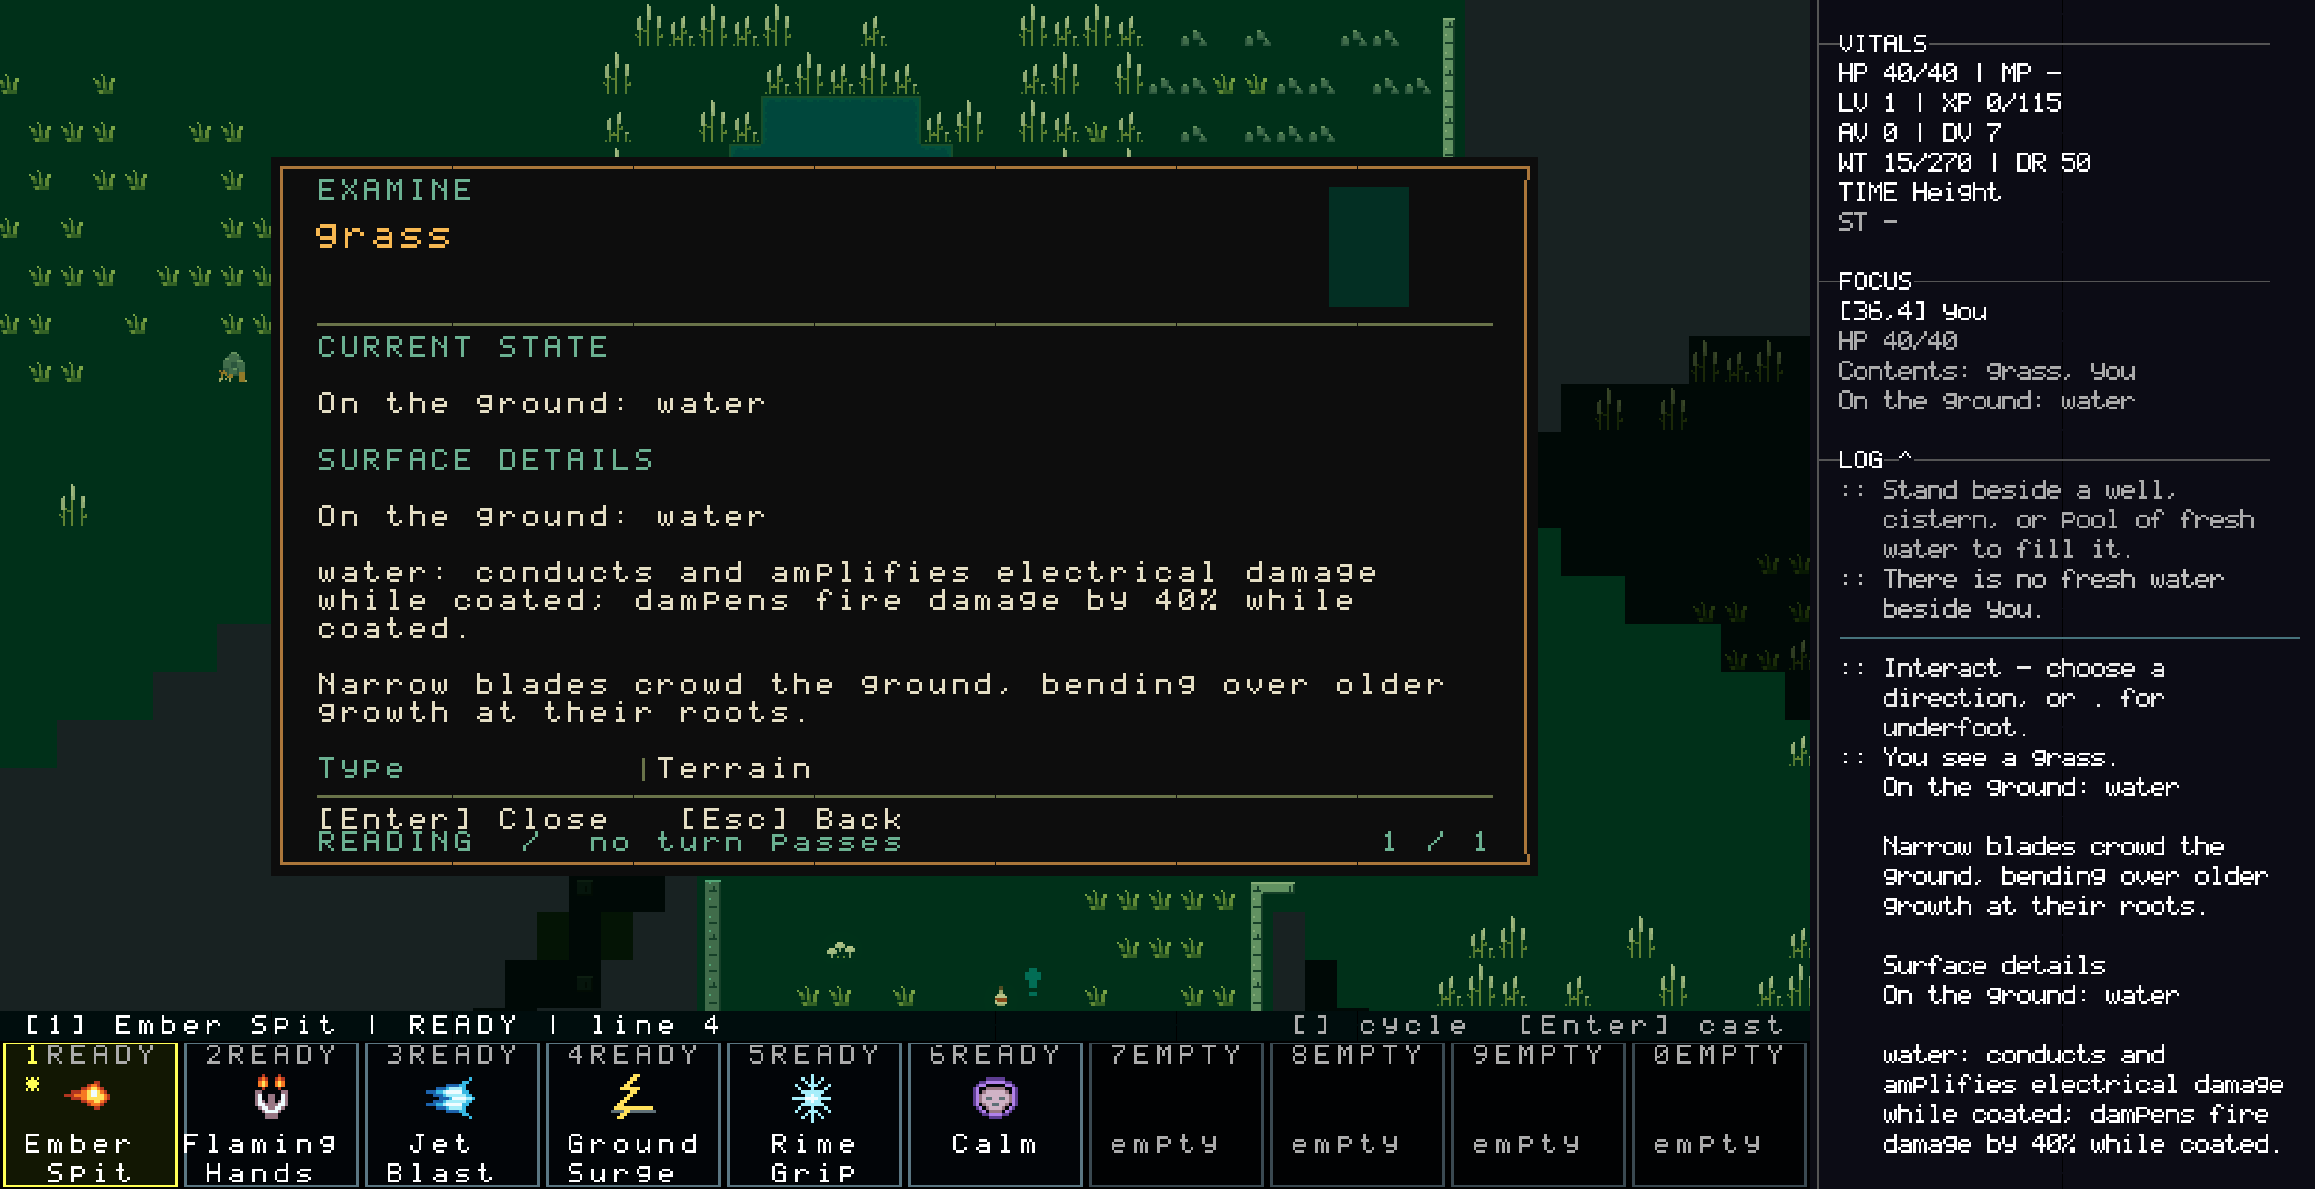 EXAMINE
grass
CURRENT STATE
On the ground: water
SURFACE DETAILS
On the ground: water
water: conducts and amplifies electrical damage
while coated; dampens fire damage by 40% while
coated.
Narrow blades crowd the ground, bending over older
growth at their roots.
Type |Terrain
[Enter] Close [Esc] Back
READING / no turn passes 1 / 1
[1] Ember Spit | READY | line 4 [] cycle [Enter] cast
1READY 2READY 3READY 4READY 5READY 6READY 7EMPTY 8EMPTY 9EMPTY 0EMPTY
Ember Flaming Jet Ground Rime Calm empty empty empty empty
Spit Hands Blast Surge Grip
VITALS
HP 40/40 | MP -
LV 1 | XP 0/115
AV 0 | DV 7
WT 15/270 | DR 50
TIME Height
ST -
FOCUS
[36,4] You
HP 40/40
Contents: grass, You
On the ground: water
LOG ^
:: Stand beside a well,
cistern, or pool of fresh
water to fill it.
:: There is no fresh water
beside you.
:: Interact - choose a
direction, or . for
underfoot.
:: You see a grass.
On the ground: water
Narrow blades crowd the
ground, bending over older
growth at their roots.
Surface details
On the ground: water
water: conducts and
amplifies electrical damage
while coated; dampens fire
damage by 40% while coated.